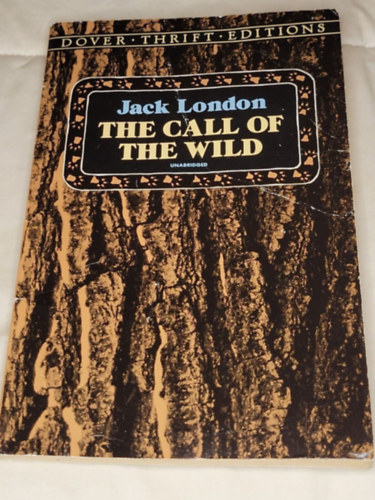 DOVER · THRIFT · EDITIONS
Jack London
THE CALL OF
THE WILD
UNABRIDGED